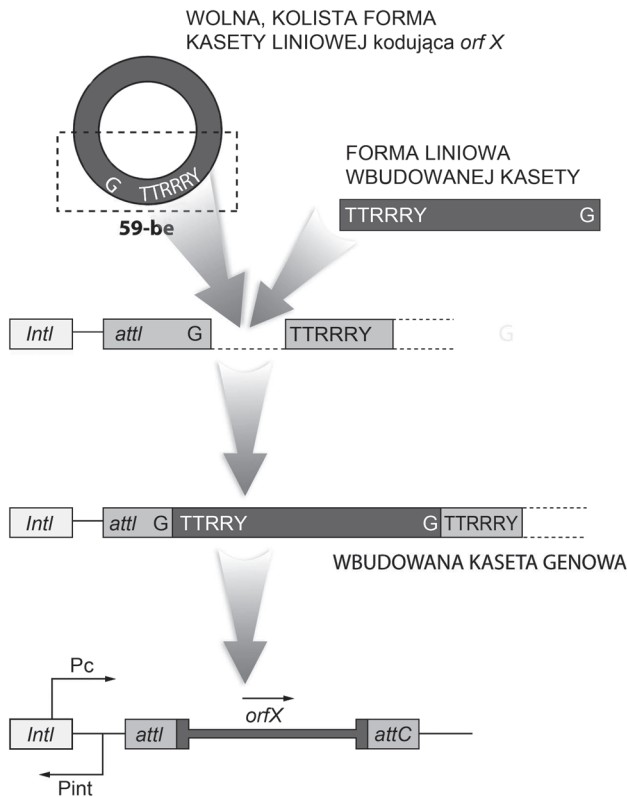 WOLNA, KOLISTA FORMA
KASETY LINIOWEJ kodująca orf X
G TTRRRY
59-be
FORMA LINIOWA
WBUDOWANEJ KASETY
TTRRRY G
IntI attI G TTRRRY G
IntI attI G TTRRY G TTRRRY
WBUDOWANA KASETA GENOWA
Pc
orfX
IntI attI attC
Pint